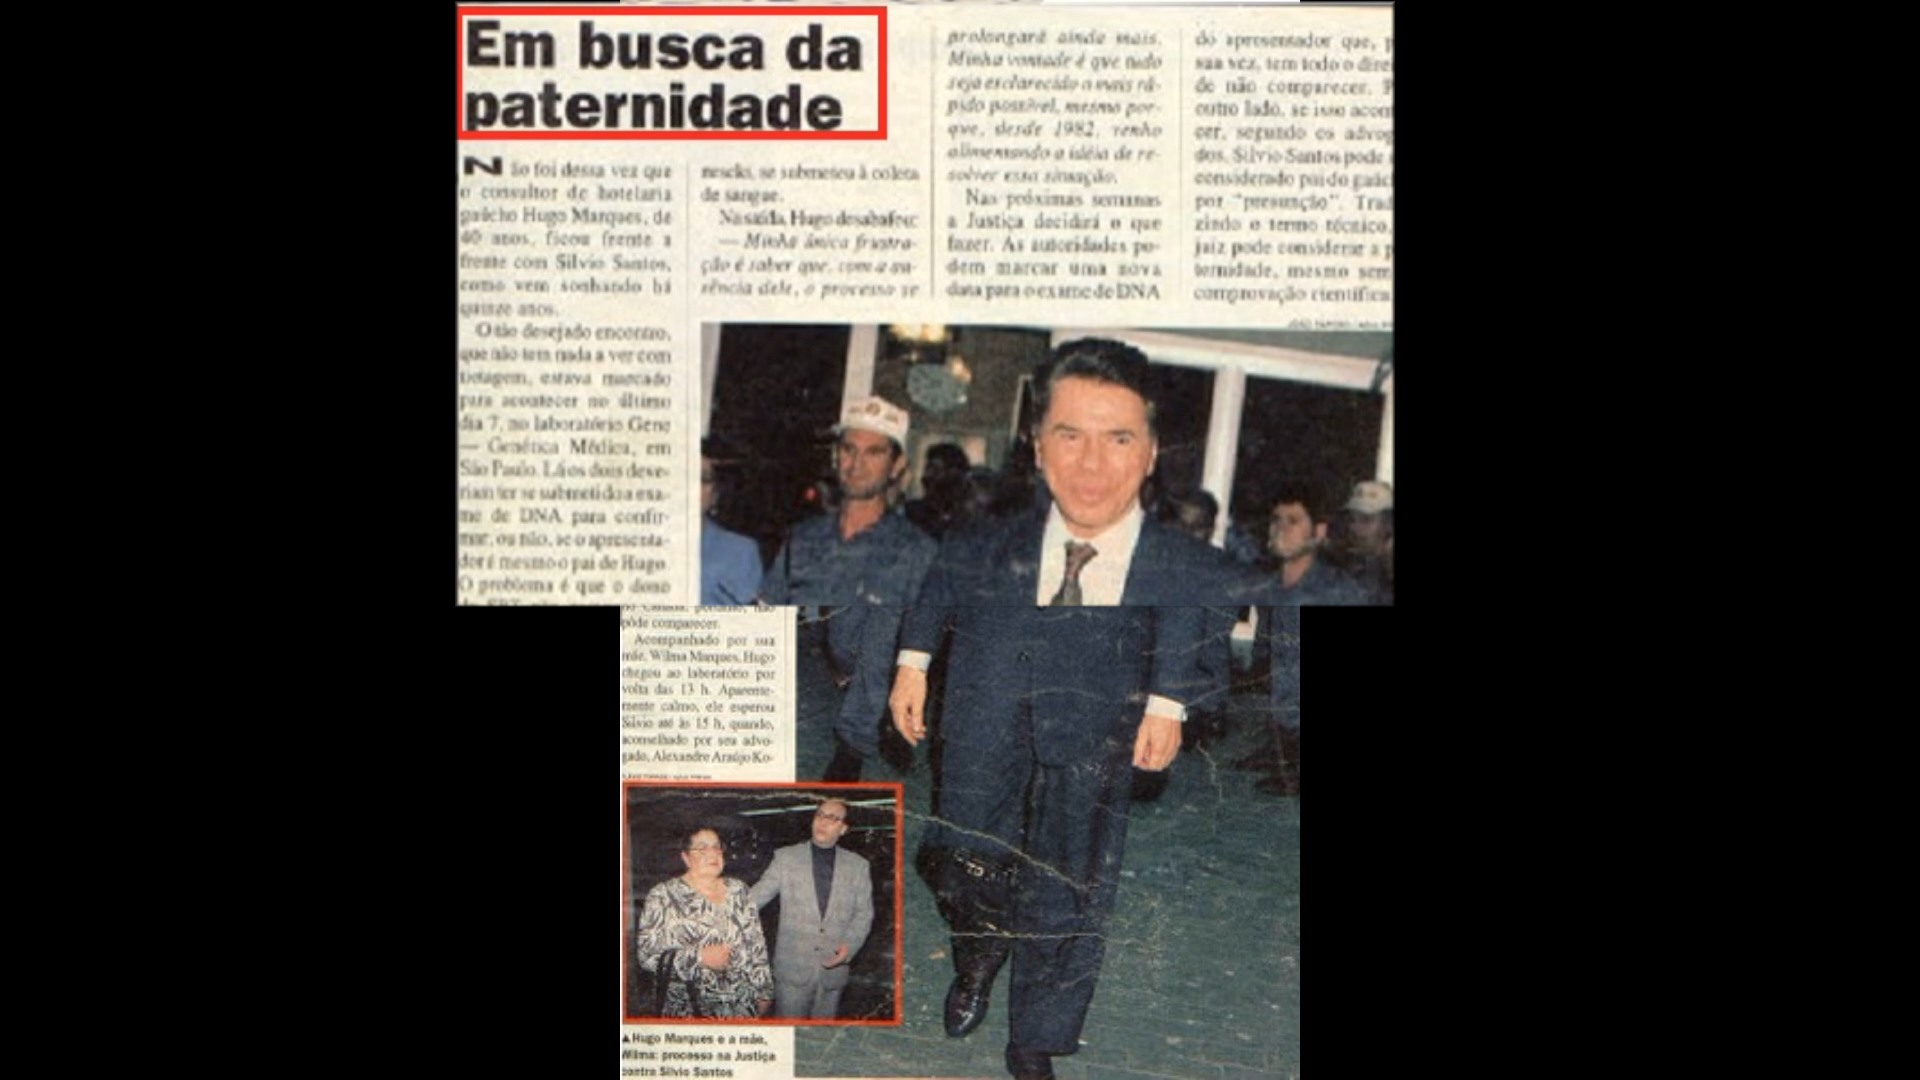 Em busca da
paternidade
Não foi dessa vez que
o consultor de hotelaria
gaúcho Hugo Marques, de
40 anos, ficou frente a
frente com Silvio Santos,
como vem sonhando há
quinze anos.
O tão desejado encontro,
que não tem nada a ver com
tietagem, estava marcado
para acontecer no último
dia 7, no laboratório Gene
— Genética Médica, em
São Paulo. Lá os dois deve-
riam ter se submetido a exa-
me de DNA para confir-
mar, ou não, se o apresenta-
dor é mesmo o pai de Hugo.
O problema é que o dono
no Canadá, portanto, não
pôde comparecer.
Acompanhado por sua
mãe, Wilma Marques, Hugo
chegou ao laboratório por
volta das 13 h. Aparente-
mente calmo, ele esperou
Silvio até às 15 h, quando,
aconselhado por seu advo-
gado, Alexandre Araújo Ko-
neseks, se submeteu à coleta
de sangue.
Na saída, Hugo desabafou:
— Minha única frustra-
ção é saber que, com a au-
sência dele, o processo se
prolongará ainda mais.
Minha vontade é que tudo
seja esclarecido o mais rá-
pido possível, mesmo por-
que, desde 1982, venho
alimentando a idéia de re-
solver essa situação.
Nas próximas semanas
a Justiça decidirá o que
fazer. As autoridades po-
dem marcar uma nova
data para o exame de DNA
do apresentador que, p
sua vez, tem todo o dire
de não comparecer. P
outro lado, se isso acon
cer, segundo os advog
dos, Silvio Santos pode
considerado pai do gaúc
por "presunção". Trad
zindo o termo técnico,
juiz pode considerar a p
ternidade, mesmo sem
comprovação científica.
▲Hugo Marques e a mãe,
Wilma: processo na Justiça
contra Silvio Santos